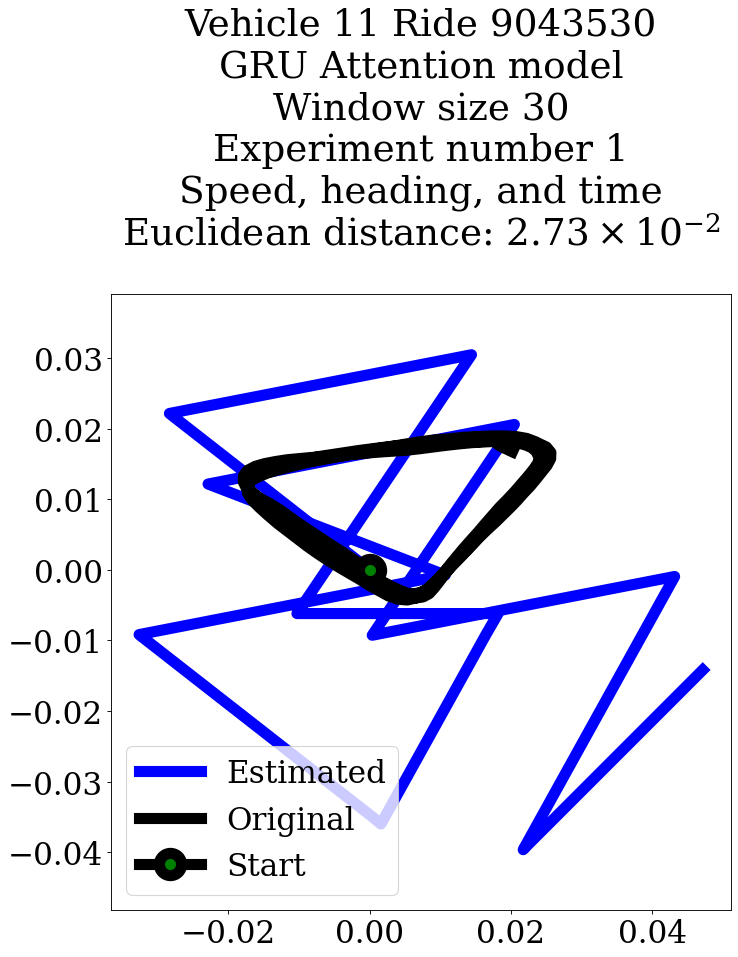 Vehicle 11 Ride 9043530
GRU Attention model
Window size 30
Experiment number 1
Speed, heading, and time
Euclidean distance: 2.73 × 10⁻²
0.03
0.02
0.01
0.00
−0.01
−0.02
−0.03
−0.04
Estimated
Original
Start
−0.02 0.00 0.02 0.04